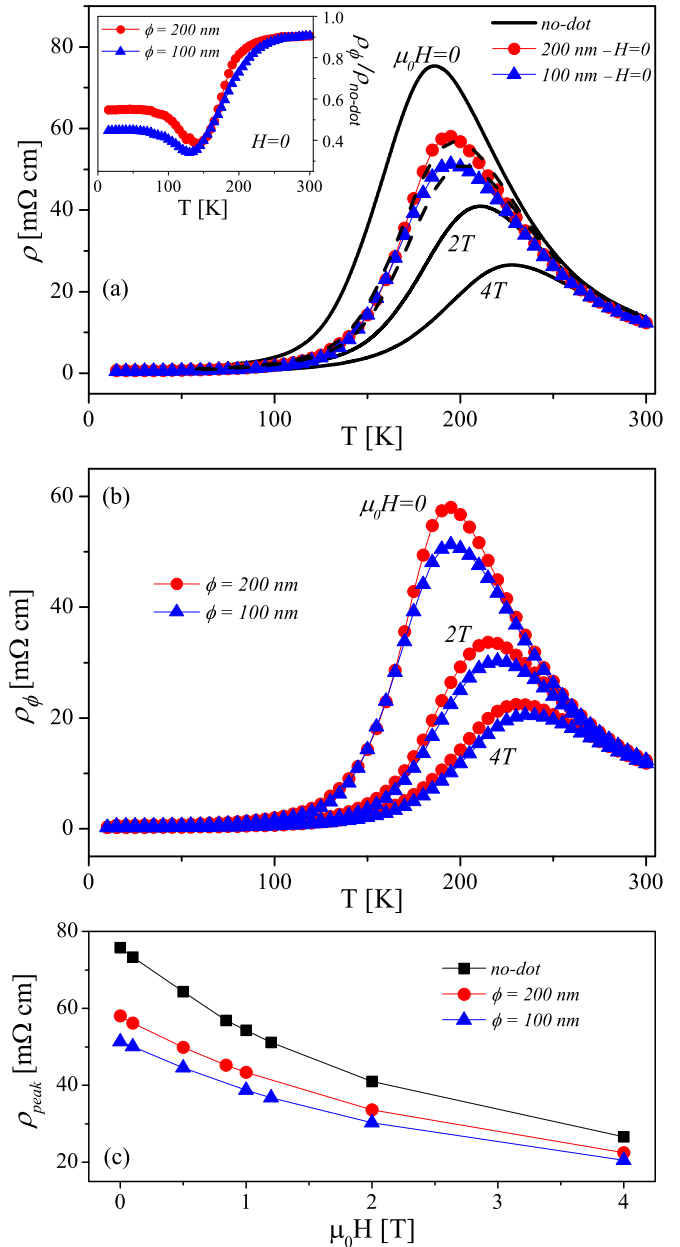 80
60
40
20
0
ρ [mΩ cm]
ϕ = 200 nm
ϕ = 100 nm
1.0
0.8
0.6
0.4
ρϕ/ρno-dot
H=0
0 100 200 300
T [K]
no-dot
200 nm – H=0
100 nm – H=0
μ0H=0
2T
4T
(a)
0 100 200 300
T [K]
(b)
60
40
20
0
ρϕ [mΩ cm]
μ0H=0
ϕ = 200 nm
ϕ = 100 nm
2T
4T
0 100 200 300
T [K]
80
60
40
20
ρpeak [mΩ cm]
no-dot
ϕ = 200 nm
ϕ = 100 nm
(c)
0 1 2 3 4
μ0H [T]